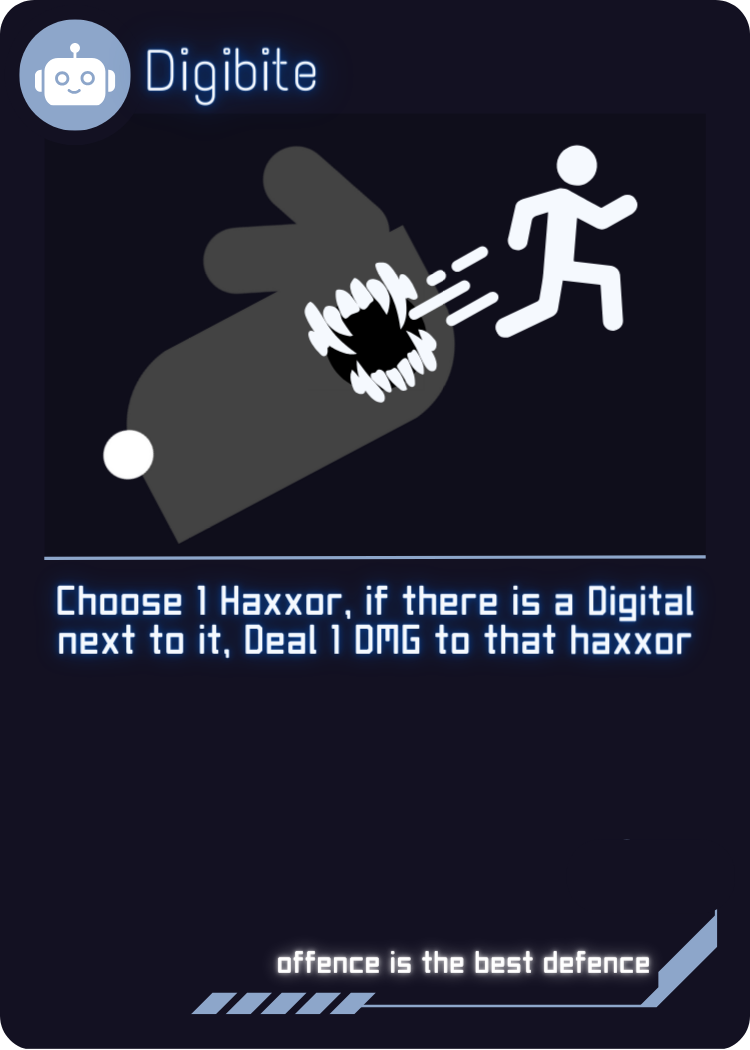 Digibite
Choose 1 Haxxor, if there is a Digital
next to it, Deal 1 DMG to that haxxor
offence is the best defence